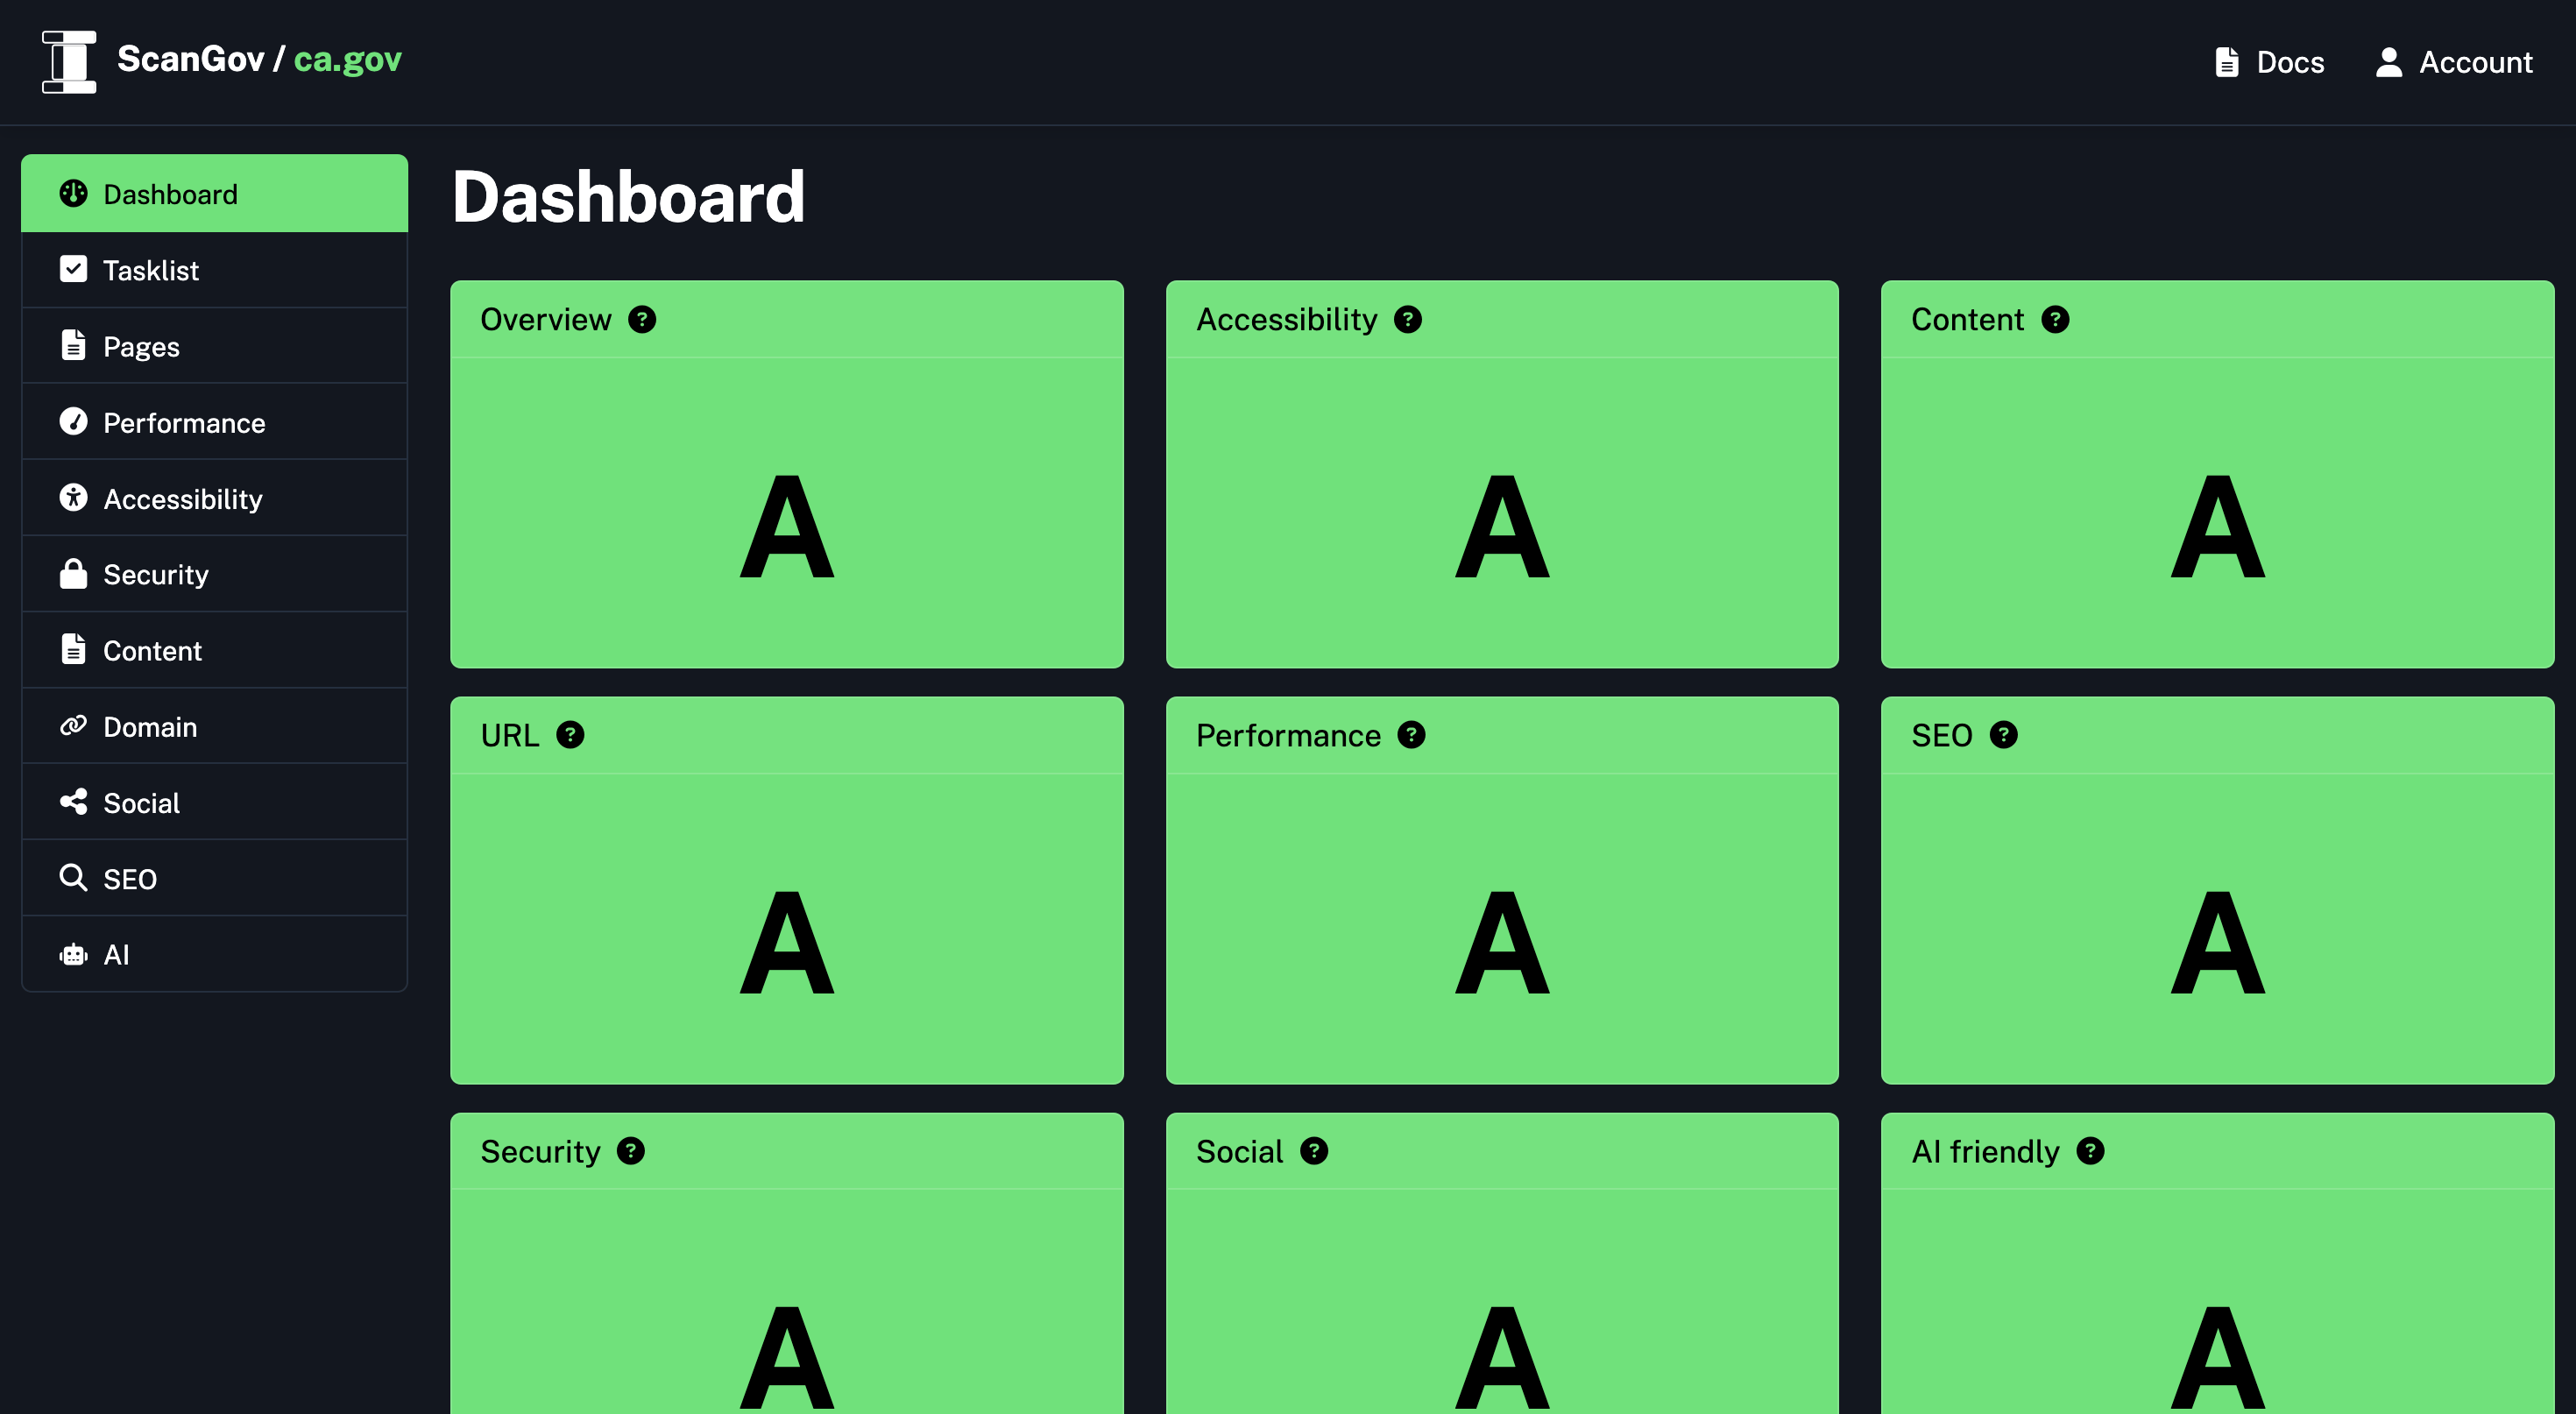 ScanGov / ca.gov
Docs
Account
Dashboard
Tasklist
Pages
Performance
Accessibility
Security
Content
Domain
Social
SEO
AI
Dashboard
Overview ?
A
Accessibility ?
A
Content ?
A
URL ?
A
Performance ?
A
SEO ?
A
Security ?
A
Social ?
A
AI friendly ?
A